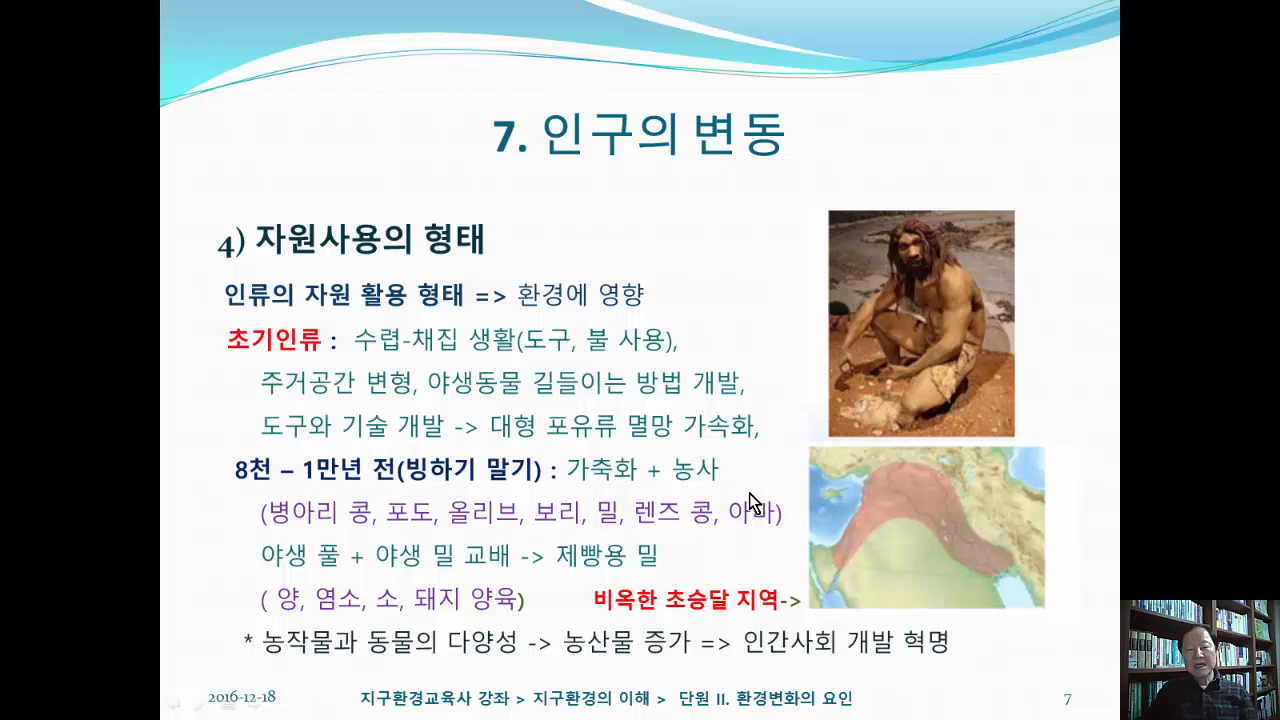 7. 인구의 변동
4) 자원사용의 형태
인류의 자원 활용 형태 => 환경에 영향
초기인류 : 수렵-채집 생활(도구, 불 사용),
주거공간 변형, 야생동물 길들이는 방법 개발,
도구와 기술 개발 -> 대형 포유류 멸망 가속화,
8천 – 1만년 전(빙하기 말기) : 가축화 + 농사
(병아리 콩, 포도, 올리브, 보리, 밀, 렌즈 콩, 아마)
야생 풀 + 야생 밀 교배 -> 제빵용 밀
( 양, 염소, 소, 돼지 양육) 비옥한 초승달 지역->
* 농작물과 동물의 다양성 -> 농산물 증가 => 인간사회 개발 혁명
2016-12-18 지구환경교육사 강좌 > 지구환경의 이해 > 단원 II. 환경변화의 요인 7